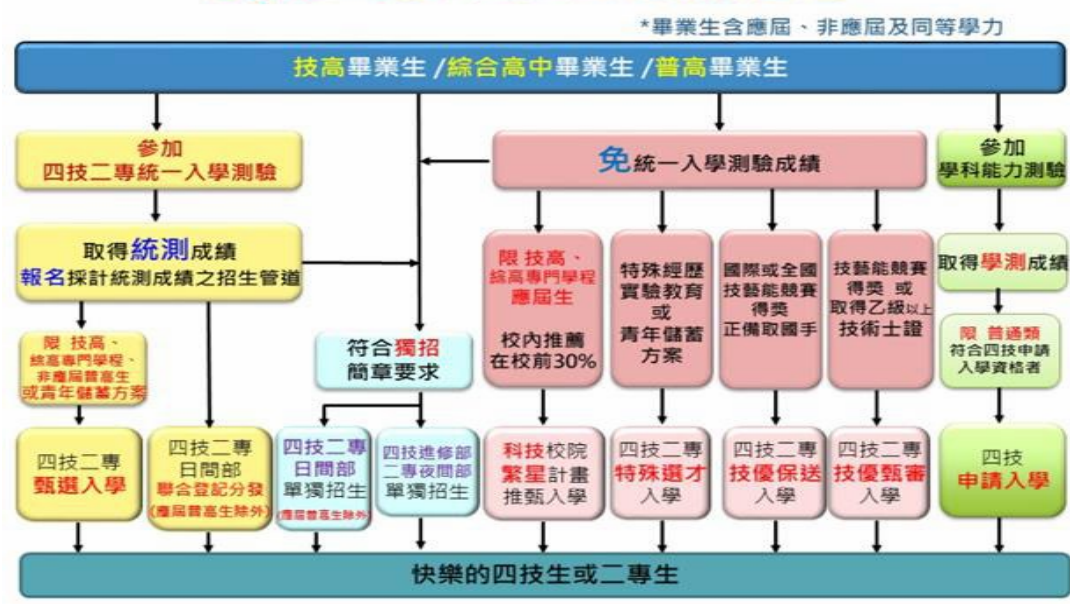 *畢業生含應屆、非應屆及同等學力
技高畢業生 /綜合高中畢業生 /普高畢業生
參加
四技二專統一入學測驗
免統一入學測驗成績
參加
學科能力測驗
取得統測成績
報名採計統測成績之招生管道
限 技高、
綜高專門學程
應屆生
校內推薦
在校前30%
特殊經歷
實驗教育
或
青年儲蓄
方案
國際或全國
技藝能競賽
得獎
正備取國手
技藝能競賽
得獎 或
取得乙級以上
技術士證
取得學測成績
限 技高、
綜高專門學程、
非應屆普高生
或青年儲蓄方案
符合獨招
簡章要求
限 普通類
符合四技申請
入學資格者
四技二專
甄選入學
四技二專
日間部
聯合登記分發
(應屆普高生除外)
四技二專
日間部
單獨招生
(應屆普高生除外)
四技進修部
二專夜間部
單獨招生
科技校院
繁星計畫
推甄入學
四技二專
特殊選才
入學
四技二專
技優保送
入學
四技二專
技優甄審
入學
四技
申請入學
快樂的四技生或二專生